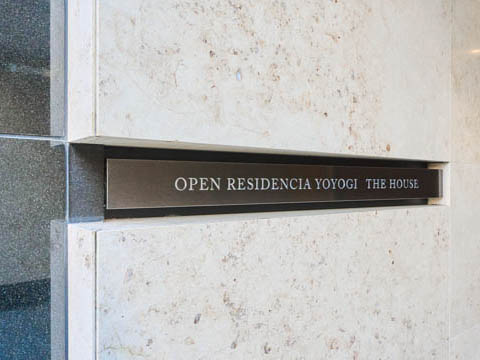 OPEN RESIDENCIA YOYOGI THE HOUSE